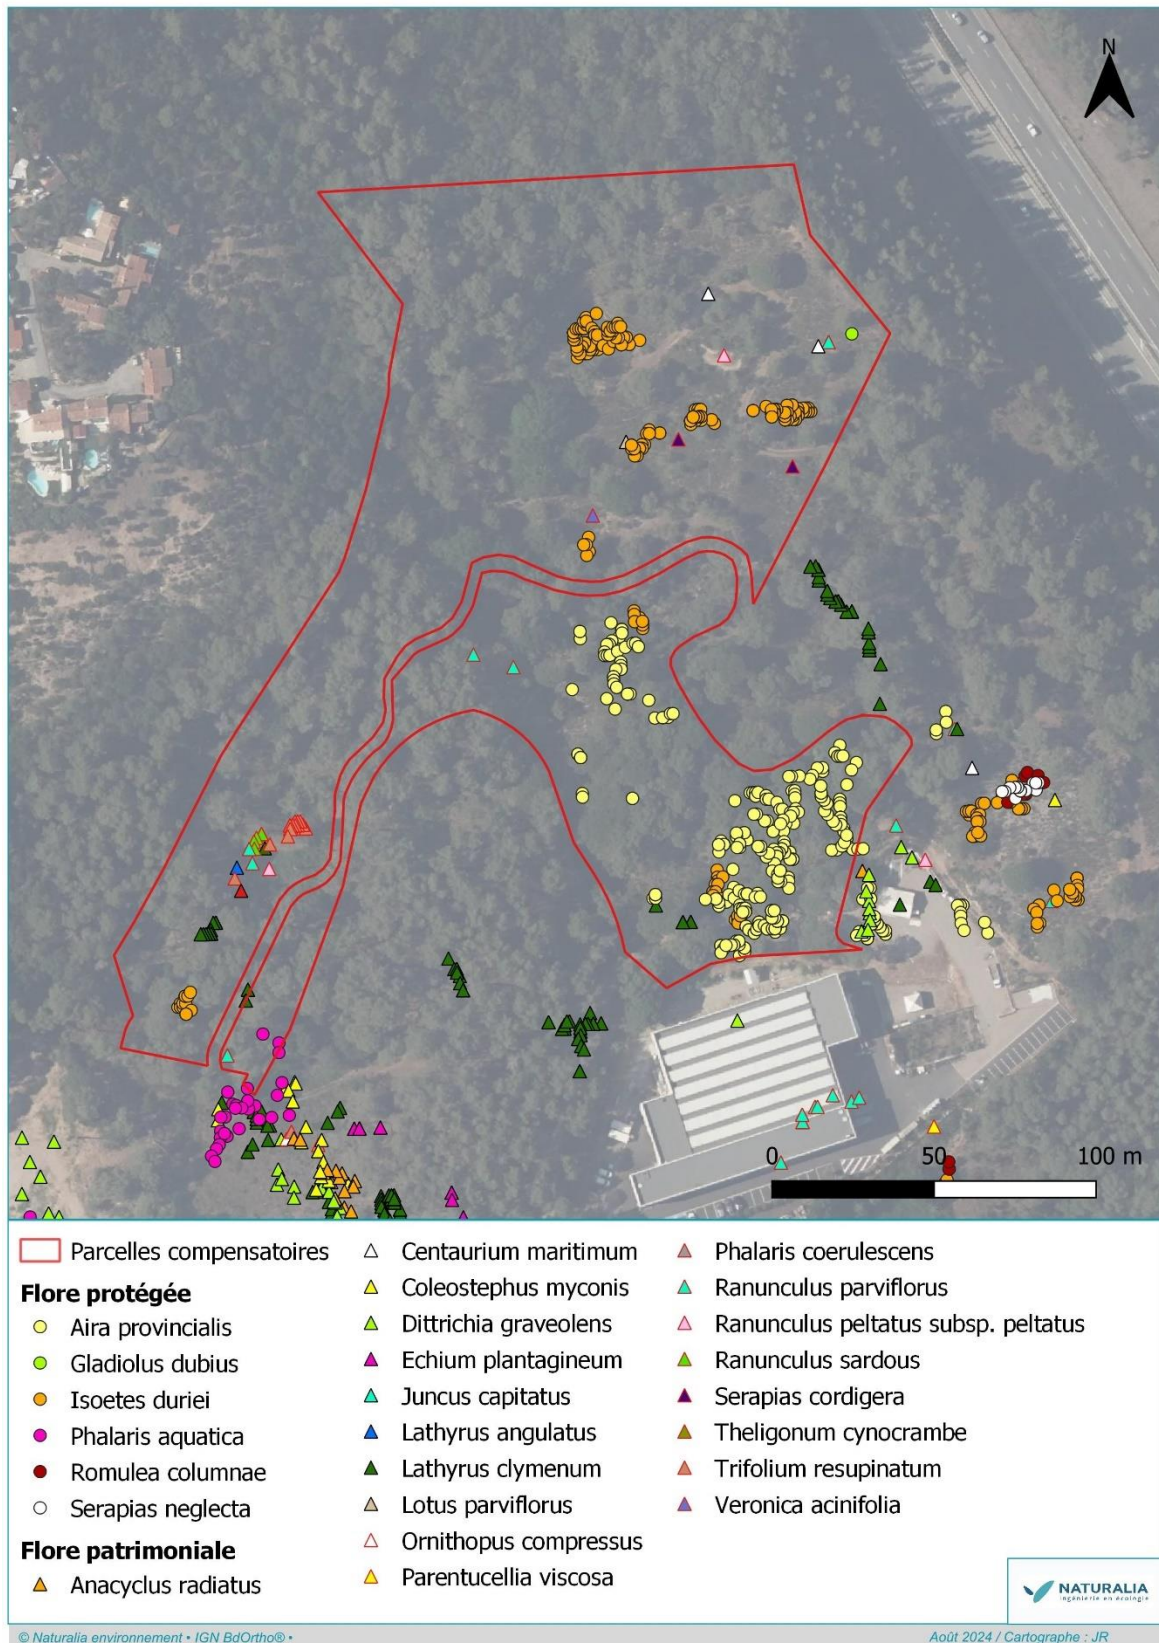 N
0 50 100 m
Parcelles compensatoires
Flore protégée
Aira provincialis
Gladiolus dubius
Isoetes duriei
Phalaris aquatica
Romulea columnae
Serapias neglecta
Flore patrimoniale
Anacyclus radiatus
Centaurium maritimum
Coleostephus myconis
Dittrichia graveolens
Echium plantagineum
Juncus capitatus
Lathyrus angulatus
Lathyrus clymenum
Lotus parviflorus
Ornithopus compressus
Parentucellia viscosa
Phalaris coerulescens
Ranunculus parviflorus
Ranunculus peltatus subsp. peltatus
Ranunculus sardous
Serapias cordigera
Theligonum cynocrambe
Trifolium resupinatum
Veronica acinifolia
NATURALIA
Ingénierie en écologie
© Naturalia environnement • IGN BdOrtho® •
Août 2024 / Cartographe : JR